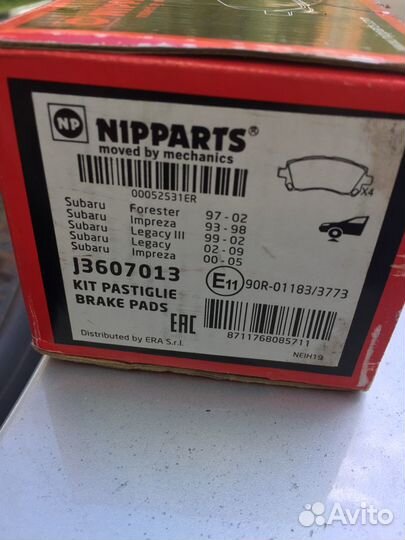 NP NIPPARTS®
moved by mechanics
00052531ER
X4
Subaru Forester 97-02
Subaru Impreza 93-98
Subaru Legacy III 99-02
Subaru Legacy 02-09
Subaru Impreza 00-05
J3607013
E11 90R-01183/3773
KIT PASTIGLIE
BRAKE PADS
EAC
8711768085711
Distributed by ERA S.r.l.
NEIH19
Avito